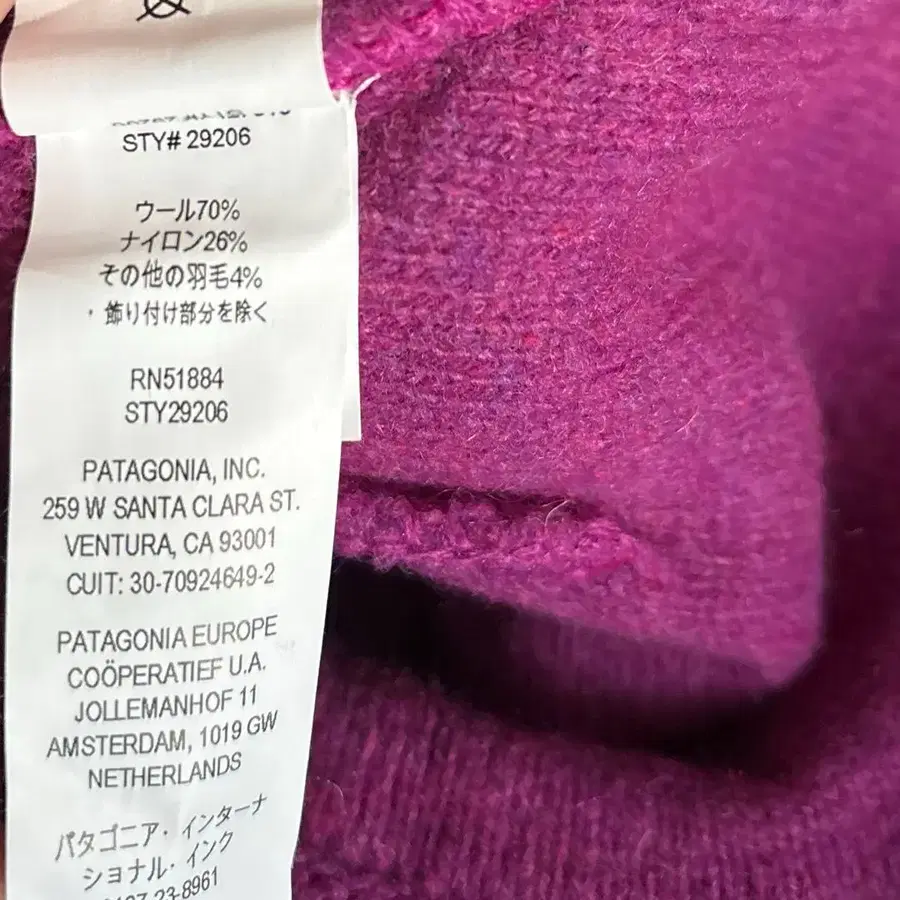 STY# 29206
ウール70%
ナイロン26%
その他の羽毛4%
・飾り付け部分を除く
RN51884
STY29206
PATAGONIA, INC.
259 W SANTA CLARA ST.
VENTURA, CA 93001
CUIT: 30-70924649-2
PATAGONIA EUROPE
COÖPERATIEF U.A.
JOLLEMANHOF 11
AMSTERDAM, 1019 GW
NETHERLANDS
パタゴニア・インターナ
ショナル・インク
23-8961